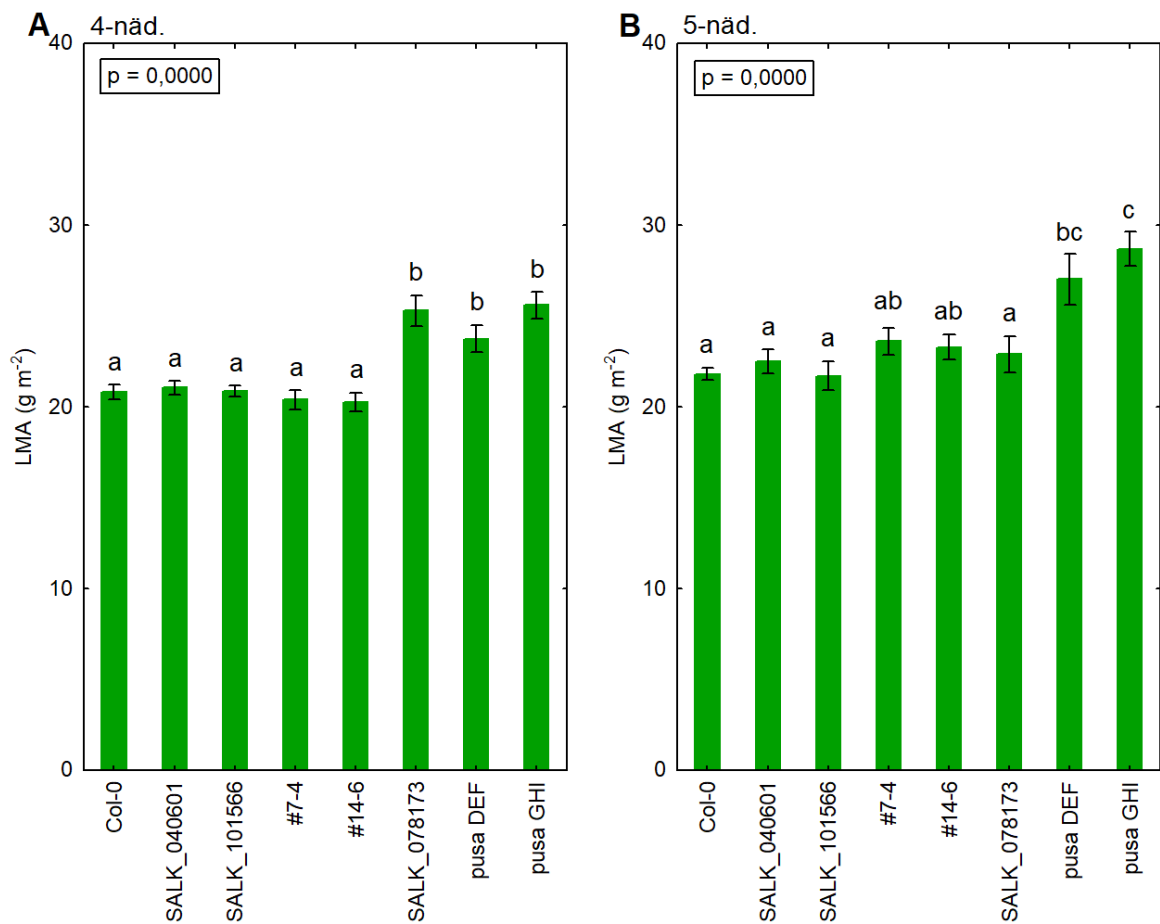 A 4-näd.
p = 0,0000
LMA (g m⁻²)
40
30
20
10
0
a a a a a b b b
Col-0
SALK_040601
SALK_101566
#7-4
#14-6
SALK_078173
pusa DEF
pusa GHI
B 5-näd.
p = 0,0000
LMA (g m⁻²)
40
30
20
10
0
a a a ab ab a bc c
Col-0
SALK_040601
SALK_101566
#7-4
#14-6
SALK_078173
pusa DEF
pusa GHI